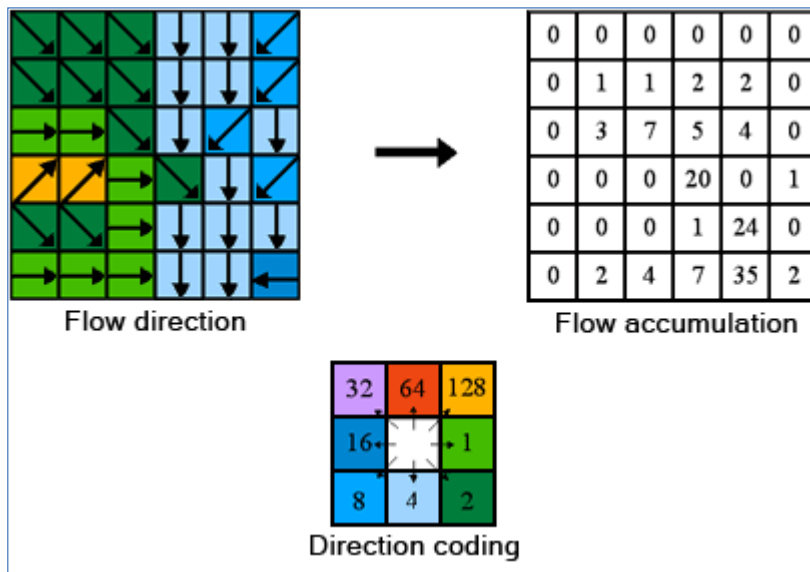 0 0 0 0 0 0
0 1 1 2 2 0
0 3 7 5 4 0
0 0 0 20 0 1
0 0 0 1 24 0
0 2 4 7 35 2
Flow direction
Flow accumulation
32 64 128
16 1
8 4 2
Direction coding